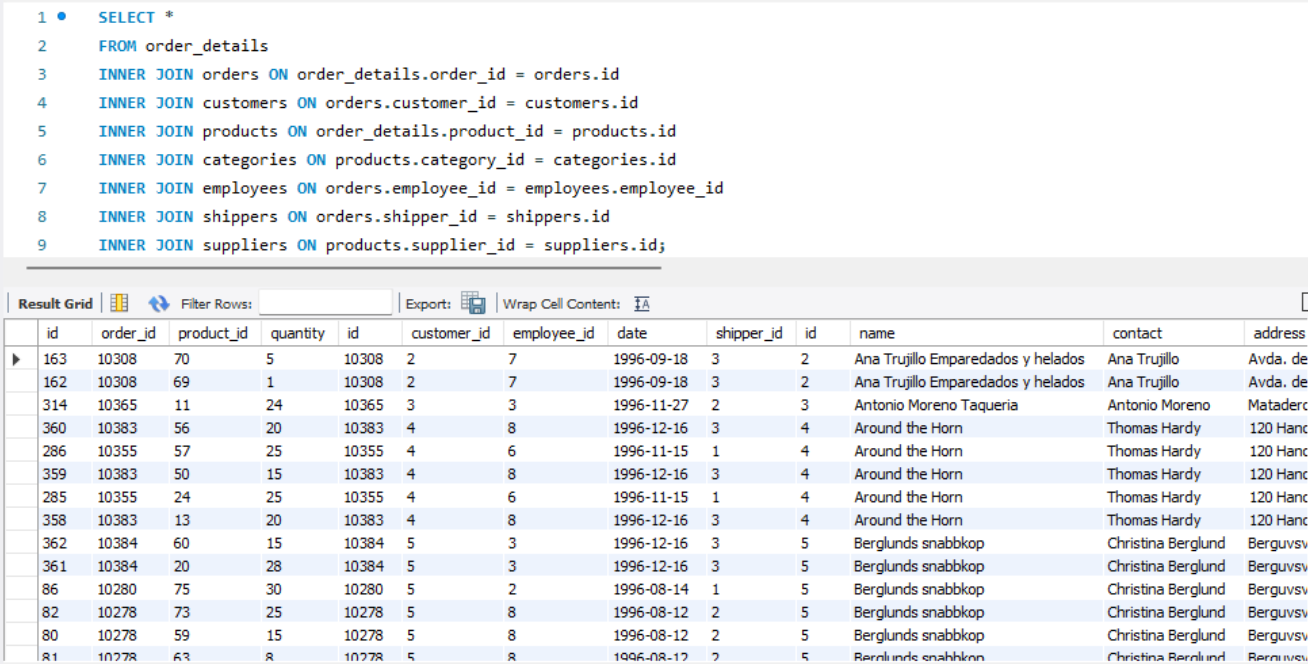 1 SELECT *
2 FROM order_details
3 INNER JOIN orders ON order_details.order_id = orders.id
4 INNER JOIN customers ON orders.customer_id = customers.id
5 INNER JOIN products ON order_details.product_id = products.id
6 INNER JOIN categories ON products.category_id = categories.id
7 INNER JOIN employees ON orders.employee_id = employees.employee_id
8 INNER JOIN shippers ON orders.shipper_id = shippers.id
9 INNER JOIN suppliers ON products.supplier_id = suppliers.id;
Result Grid Filter Rows: Export: Wrap Cell Content: IA
id order_id product_id quantity id customer_id employee_id date shipper_id id name contact address
163 10308 70 5 10308 2 7 1996-09-18 3 2 Ana Trujillo Emparedados y helados Ana Trujillo Avda. de
162 10308 69 1 10308 2 7 1996-09-18 3 2 Ana Trujillo Emparedados y helados Ana Trujillo Avda. de
314 10365 11 24 10365 3 3 1996-11-27 2 3 Antonio Moreno Taqueria Antonio Moreno Matadero
360 10383 56 20 10383 4 8 1996-12-16 3 4 Around the Horn Thomas Hardy 120 Hanc
286 10355 57 25 10355 4 6 1996-11-15 1 4 Around the Horn Thomas Hardy 120 Hanc
359 10383 50 15 10383 4 8 1996-12-16 3 4 Around the Horn Thomas Hardy 120 Hanc
285 10355 24 25 10355 4 6 1996-11-15 1 4 Around the Horn Thomas Hardy 120 Hanc
358 10383 13 20 10383 4 8 1996-12-16 3 4 Around the Horn Thomas Hardy 120 Hanc
362 10384 60 15 10384 5 3 1996-12-16 3 5 Berglunds snabbkop Christina Berglund Berguvsv
361 10384 20 28 10384 5 3 1996-12-16 3 5 Berglunds snabbkop Christina Berglund Berguvsv
86 10280 75 30 10280 5 2 1996-08-14 1 5 Berglunds snabbkop Christina Berglund Berguvsv
82 10278 73 25 10278 5 8 1996-08-12 2 5 Berglunds snabbkop Christina Berglund Berguvsv
80 10278 59 15 10278 5 8 1996-08-12 2 5 Berglunds snabbkop Christina Berglund Berguvsv
81 10278 63 8 10278 5 8 1996-08-12 2 5 Berglunds snabbkop Christina Berglund Berguvsv